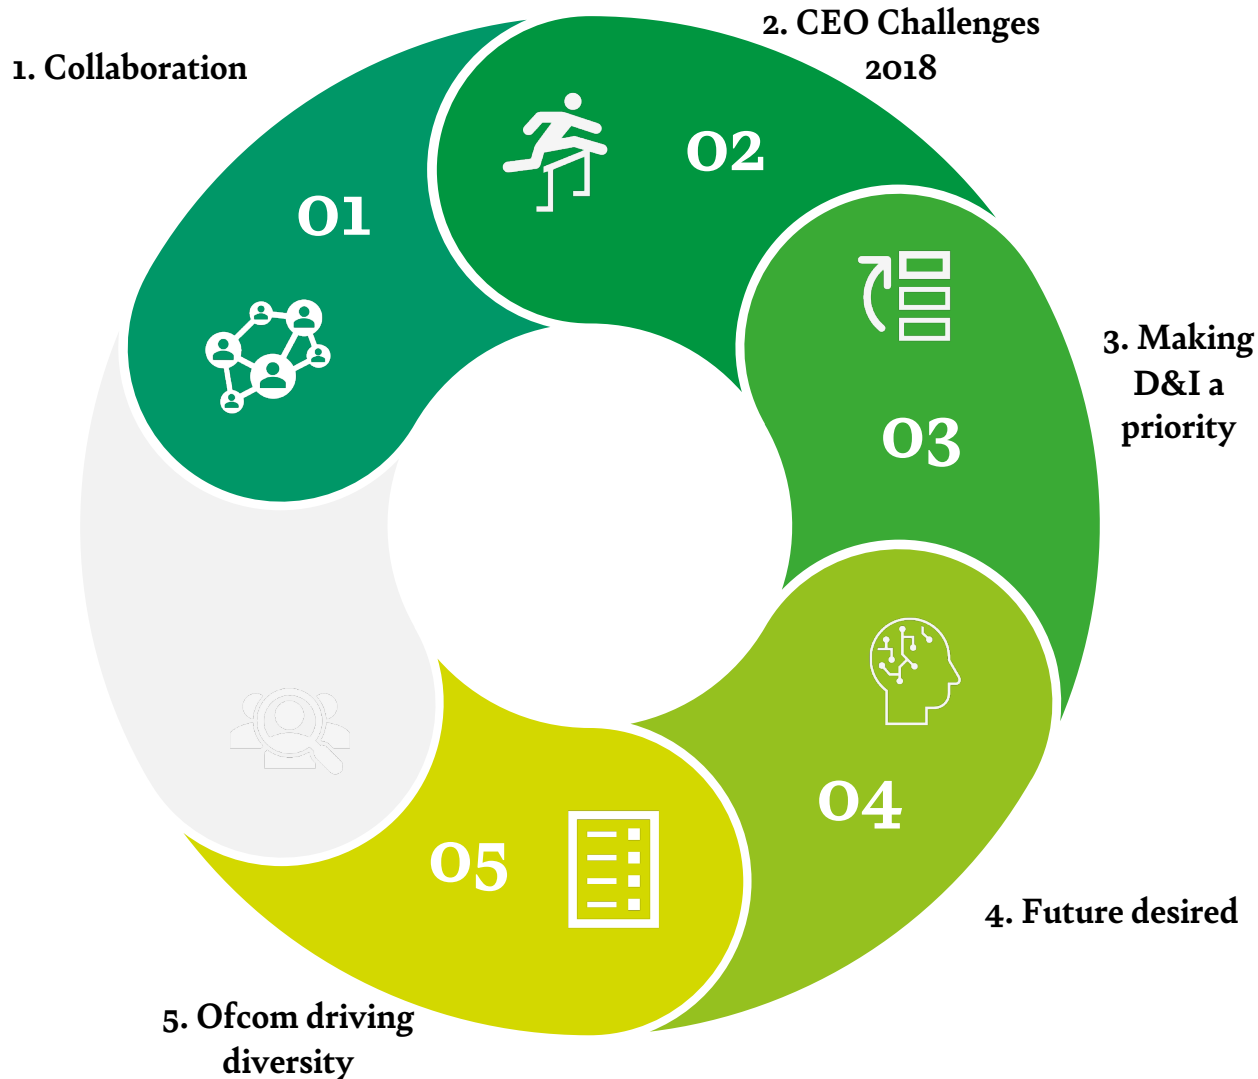 1. Collaboration
2. CEO Challenges
2018
01
02
3. Making
D&I a
priority
03
04
4. Future desired
05
5. Ofcom driving
diversity